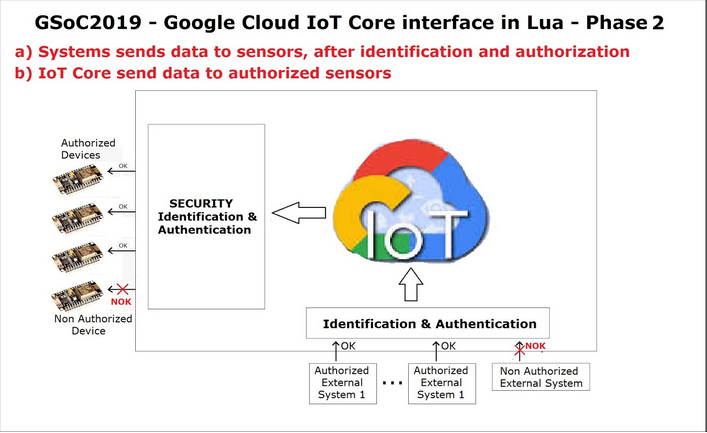 GSoC2019 - Google Cloud IoT Core interface in Lua - Phase 2
a) Systems sends data to sensors, after identification and authorization
b) IoT Core send data to authorized sensors
Authorized
Devices
OK
OK
OK
NOK
Non Authorized
Device
SECURITY
Identification &
Authentication
IoT
Identification & Authentication
OK
OK
NOK
Authorized
External
System 1
...
Authorized
External
System 1
Non Authorized
External System